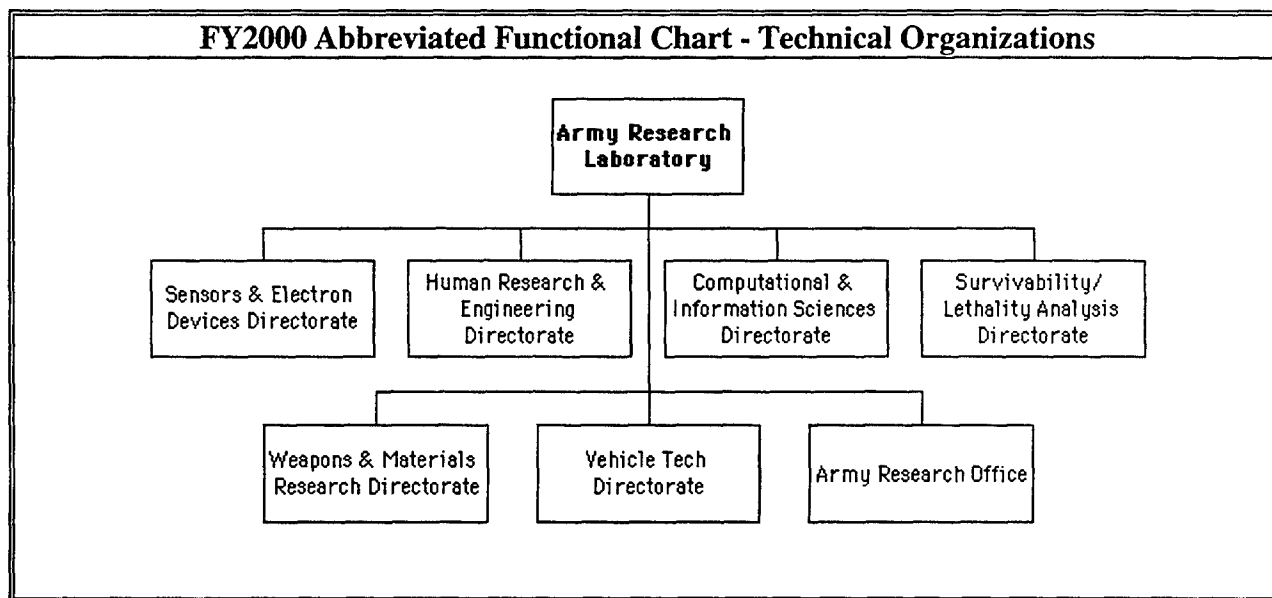 FY2000 Abbreviated Functional Chart - Technical Organizations
Army Research
Laboratory
Sensors & Electron
Devices Directorate
Human Research &
Engineering
Directorate
Computational &
Information Sciences
Directorate
Survivability/
Lethality Analysis
Directorate
Weapons & Materials
Research Directorate
Vehicle Tech
Directorate
Army Research Office